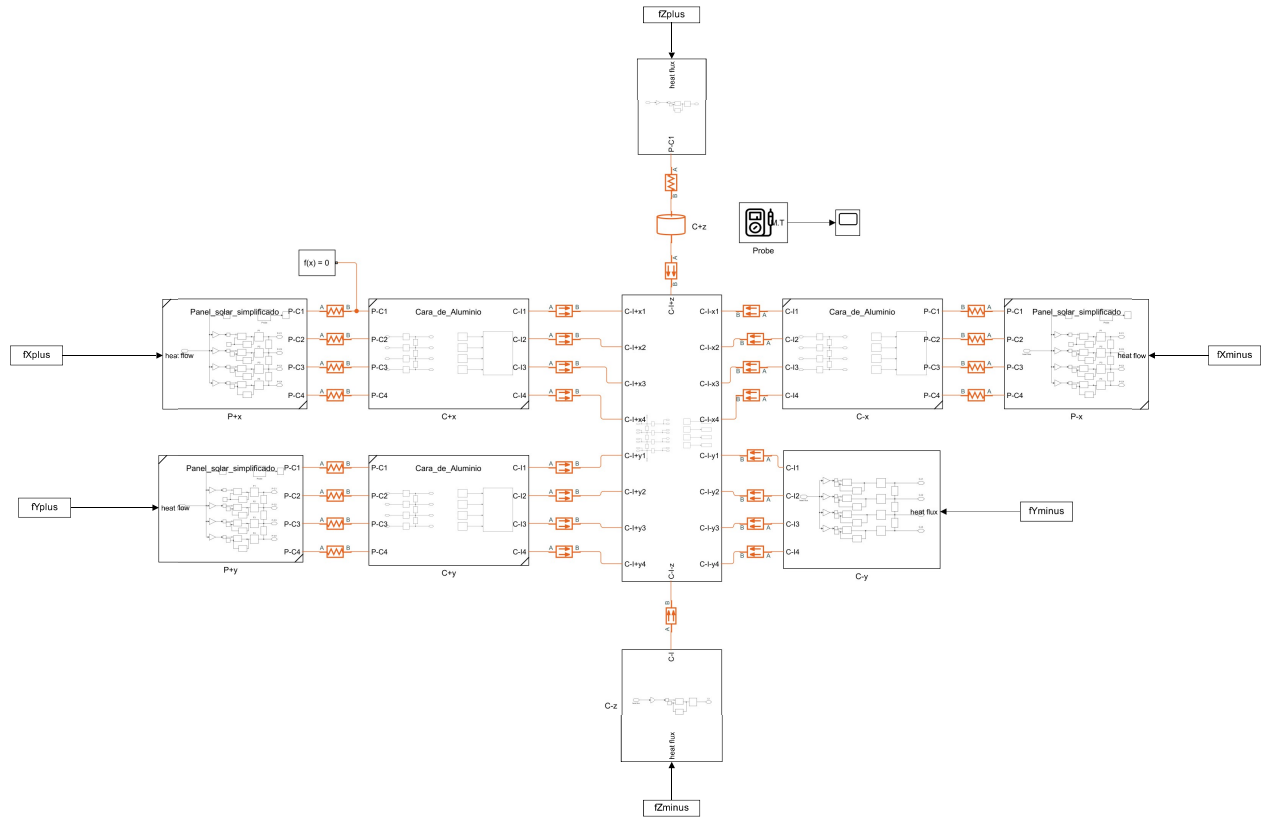 fZplus
heat flux
P-C1
A
B
C+z
M.T
Probe
A
B
f(x) = 0
C-I+z
Panel_solar_simplificado
P-C1
A B
P-C1
Cara_de_Aluminio
C-I1
A B
C-I+x1
C-I-x1
B A
C-I1
Cara_de_Aluminio
P-C1
A B
P-C1
Panel_solar_simplificado
P-C2
A B
P-C2
C-I2
A B
C-I+x2
C-I-x2
B A
C-I2
P-C2
A B
P-C2
fXplus
heat flow
P-C3
A B
P-C3
C-I3
A B
C-I+x3
C-I-x3
B A
C-I3
P-C3
A B
P-C3
heat flow
fXminus
P-C4
A B
P-C4
C-I4
A B
C-I+x4
C-I-x4
B A
C-I4
P-C4
A B
P-C4
P+x
C+x
C-x
P-x
Panel_solar_simplificado
P-C1
A B
P-C1
Cara_de_Aluminio
C-I1
A B
C-I+y1
C-I-y1
B A
C-I1
P-C2
A B
P-C2
C-I2
A B
C-I+y2
C-I-y2
B A
C-I2
fYplus
heat flow
heat flux
fYminus
P-C3
A B
P-C3
C-I3
A B
C-I+y3
C-I-y3
B A
C-I3
P-C4
A B
P-C4
C-I4
A B
C-I+y4
C-I-y4
B A
C-I4
P+y
C+y
C-I-z
C-y
B
A
C-I
C-z
heat flux
fZminus